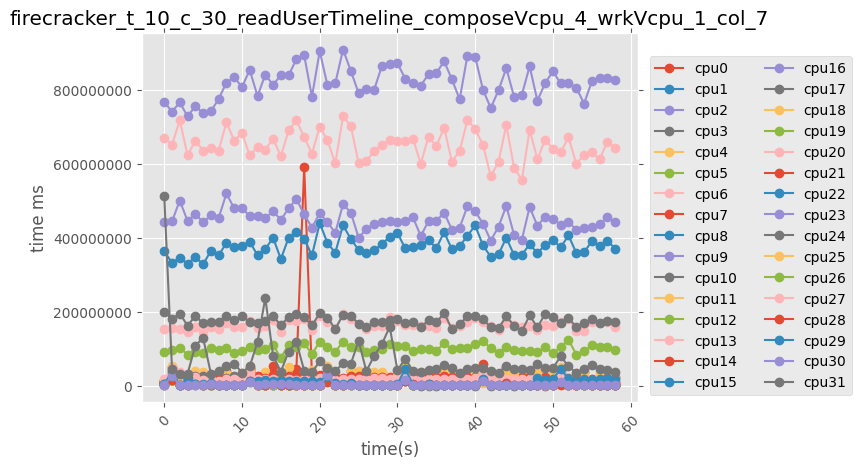 firecracker_t_10_c_30_readUserTimeline_composeVcpu_4_wrkVcpu_1_col_7
time ms
800000000
600000000
400000000
200000000
0
0
10
20
30
40
50
60
time(s)
cpu0
cpu1
cpu2
cpu3
cpu4
cpu5
cpu6
cpu7
cpu8
cpu9
cpu10
cpu11
cpu12
cpu13
cpu14
cpu15
cpu16
cpu17
cpu18
cpu19
cpu20
cpu21
cpu22
cpu23
cpu24
cpu25
cpu26
cpu27
cpu28
cpu29
cpu30
cpu31